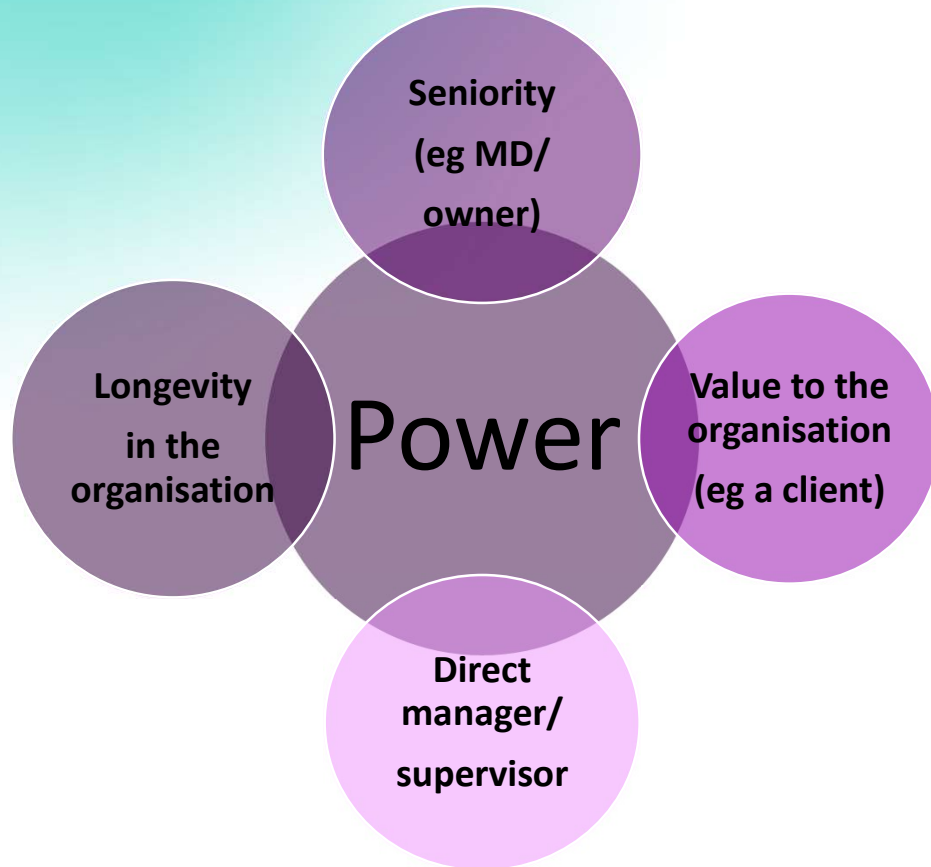 Seniority
(eg MD/
owner)
Longevity
in the
organisation
Power
Value to the
organisation
(eg a client)
Direct
manager/
supervisor